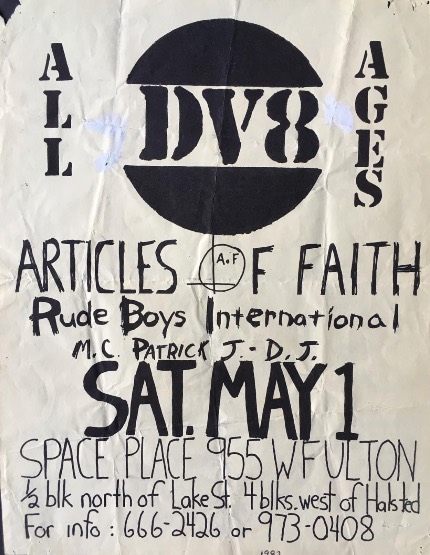 ALL
DV8
AGES
ARTICLES OF FAITH
A.F
Rude Boys International
M.C. PATRICK J. - D.J.
SAT. MAY 1
SPACE PLACE 955 W FULTON
½ blk north of Lake St. 4 blks. west of Halsted
For info : 666-2426 or 973-0408